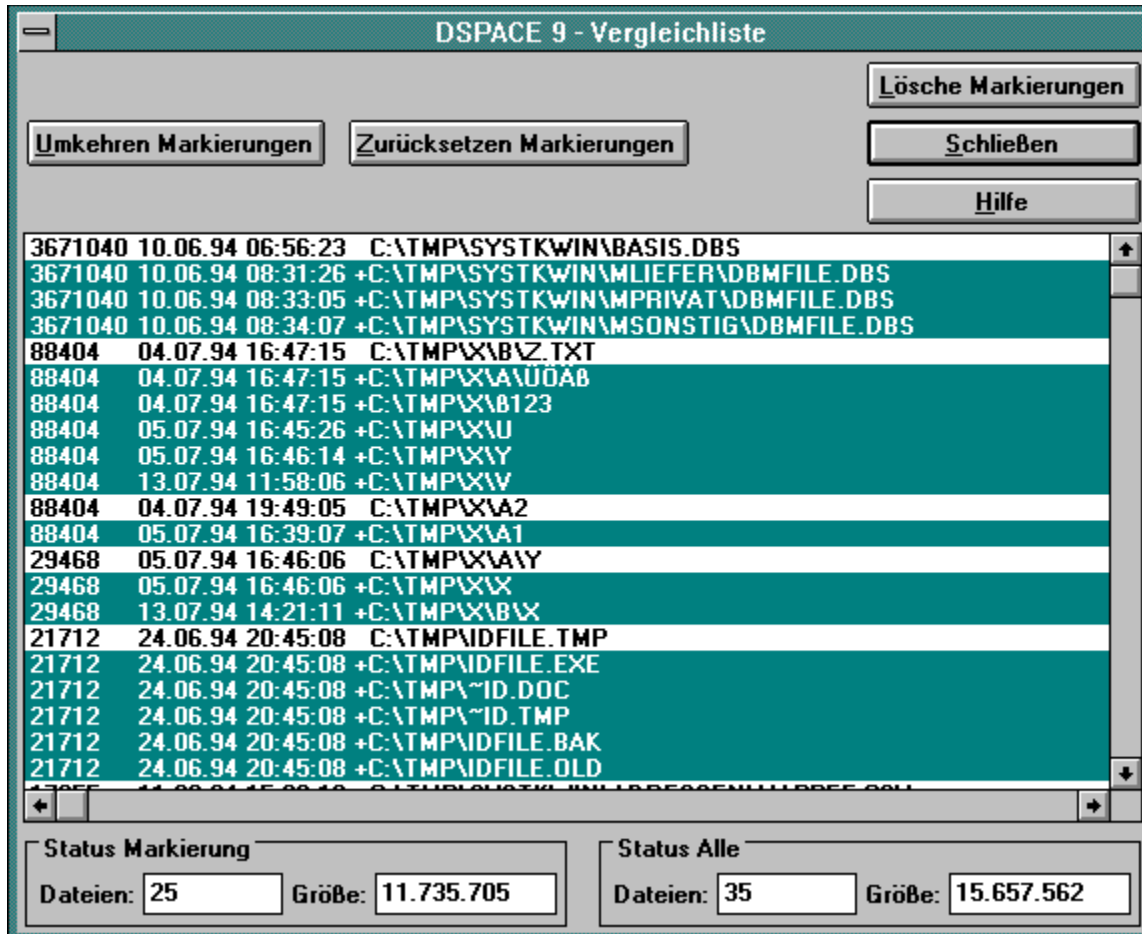 DSPACE 9 - Vergleichliste
Lösche Markierungen
Umkehren Markierungen Zurücksetzen Markierungen Schließen
Hilfe
3671040 10.06.94 06:56:23 C:\TMP\SYSTKWIN\BASIS.DBS
3671040 10.06.94 08:31:26 +C:\TMP\SYSTKWIN\MLIEFER\DBMFILE.DBS
3671040 10.06.94 08:33:05 +C:\TMP\SYSTKWIN\MPRIVAT\DBMFILE.DBS
3671040 10.06.94 08:34:07 +C:\TMP\SYSTKWIN\MSONSTIG\DBMFILE.DBS
88404 04.07.94 16:47:15 C:\TMP\X\B\Z.TXT
88404 04.07.94 16:47:15 +C:\TMP\X\A\ÜÖÄß
88404 04.07.94 16:47:15 +C:\TMP\X\ß123
88404 05.07.94 16:45:26 +C:\TMP\X\U
88404 05.07.94 16:46:14 +C:\TMP\X\Y
88404 13.07.94 11:58:06 +C:\TMP\X\V
88404 04.07.94 19:49:05 C:\TMP\X\A2
88404 05.07.94 16:39:07 +C:\TMP\X\A1
29468 05.07.94 16:46:06 C:\TMP\X\A\Y
29468 05.07.94 16:46:06 +C:\TMP\X\X
29468 13.07.94 14:21:11 +C:\TMP\X\B\X
21712 24.06.94 20:45:08 C:\TMP\IDFILE.TMP
21712 24.06.94 20:45:08 +C:\TMP\IDFILE.EXE
21712 24.06.94 20:45:08 +C:\TMP\~ID.DOC
21712 24.06.94 20:45:08 +C:\TMP\~ID.TMP
21712 24.06.94 20:45:08 +C:\TMP\IDFILE.BAK
21712 24.06.94 20:45:08 +C:\TMP\IDFILE.OLD
Status Markierung Status Alle
Dateien: 25 Größe: 11.735.705 Dateien: 35 Größe: 15.657.562